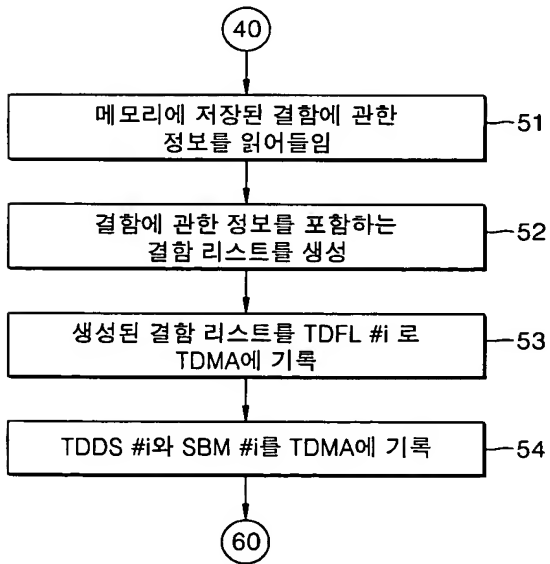 40
메모리에 저장된 결함에 관한
정보를 읽어들임
51
결함에 관한 정보를 포함하는
결함 리스트를 생성
52
생성된 결함 리스트를 TDFL #i 로
TDMA에 기록
53
TDDS #i와 SBM #i를 TDMA에 기록
54
60